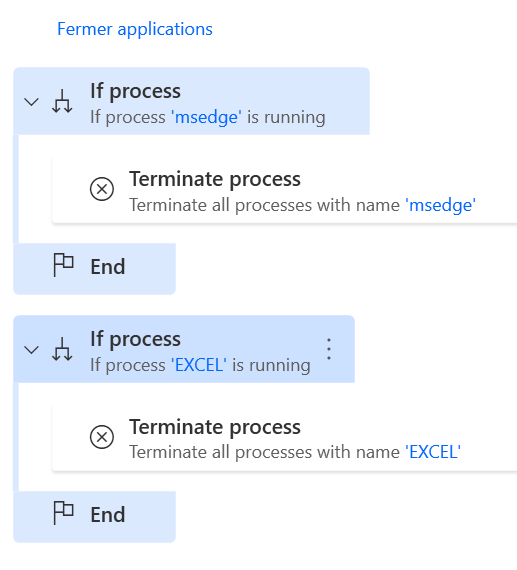 Fermer applications
If process
If process 'msedge' is running
Terminate process
Terminate all processes with name 'msedge'
End
If process
If process 'EXCEL' is running
Terminate process
Terminate all processes with name 'EXCEL'
End